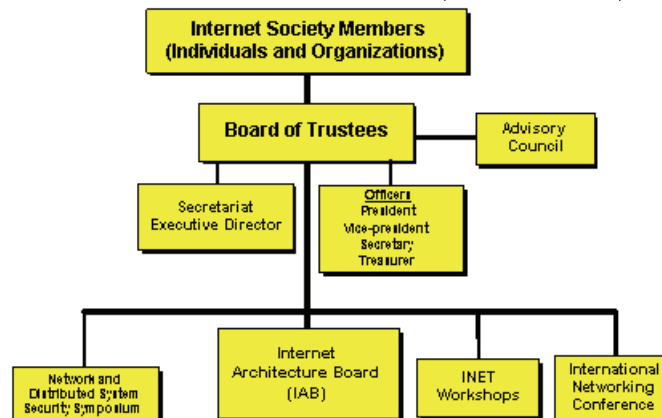 Internet Society Members
(Individuals and Organizations)
Board of Trustees
Advisory
Council
Secretariat
Executive Director
Officers
President
Vice-president
Secretary
Treasurer
Network and
Distributed System
Security Symposium
Internet
Architecture Board
(IAB)
INET
Workshops
International
Networking
Conference